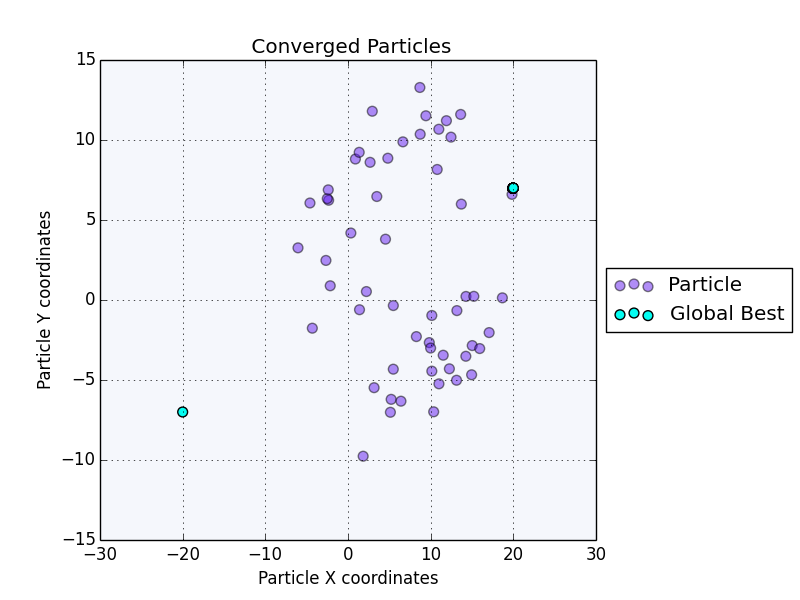 Converged Particles
15
10
5
0
−5
−10
−15
−30
−20
−10
0
10
20
30
Particle X coordinates
Particle Y coordinates
Particle
Global Best